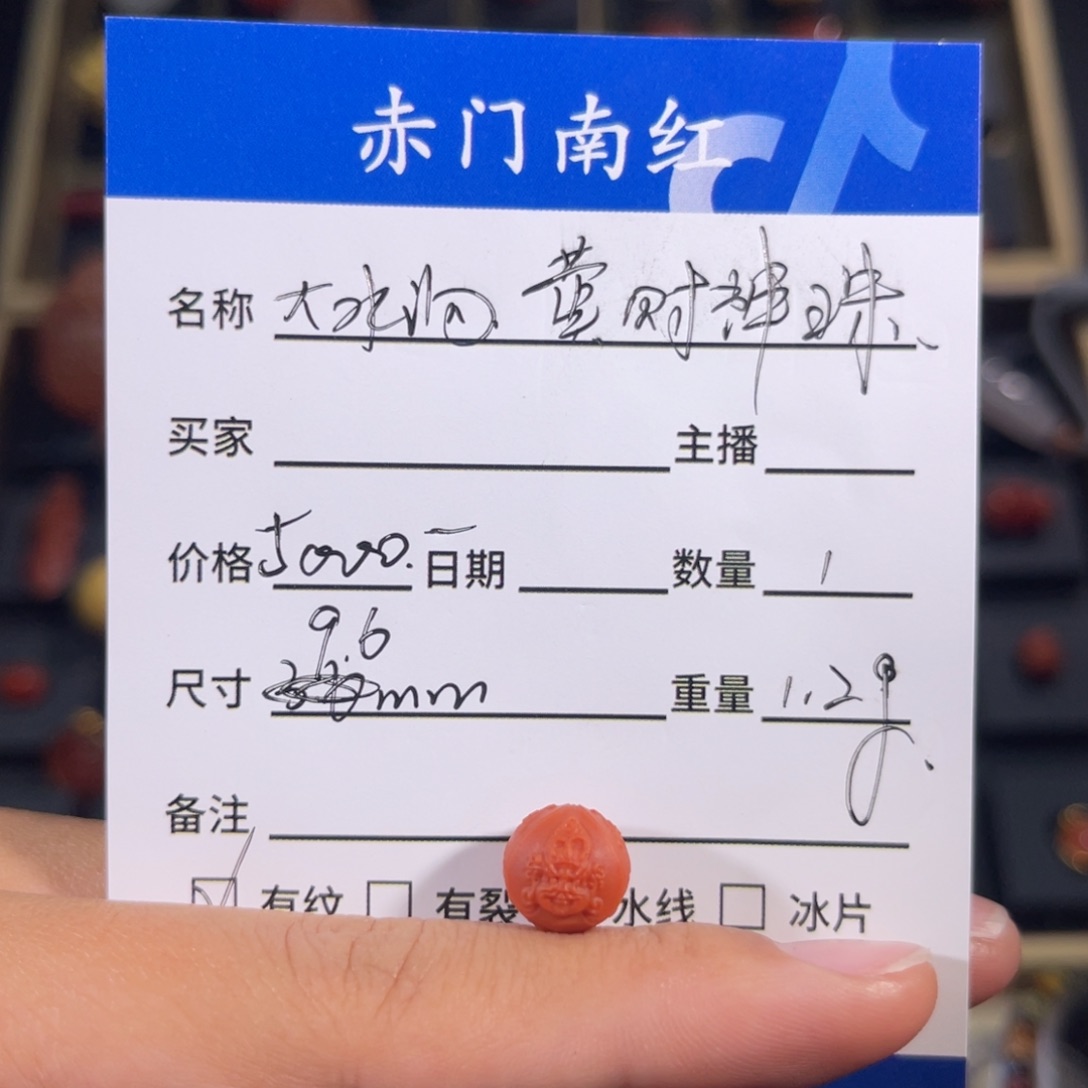 赤门南红
名称 大水沟 黄财神珠、
买家 主播
价格 5000. 日期 数量 1
尺寸 9.6 mm 重量 1.2g.
备注
有纹 有裂 水线 冰片